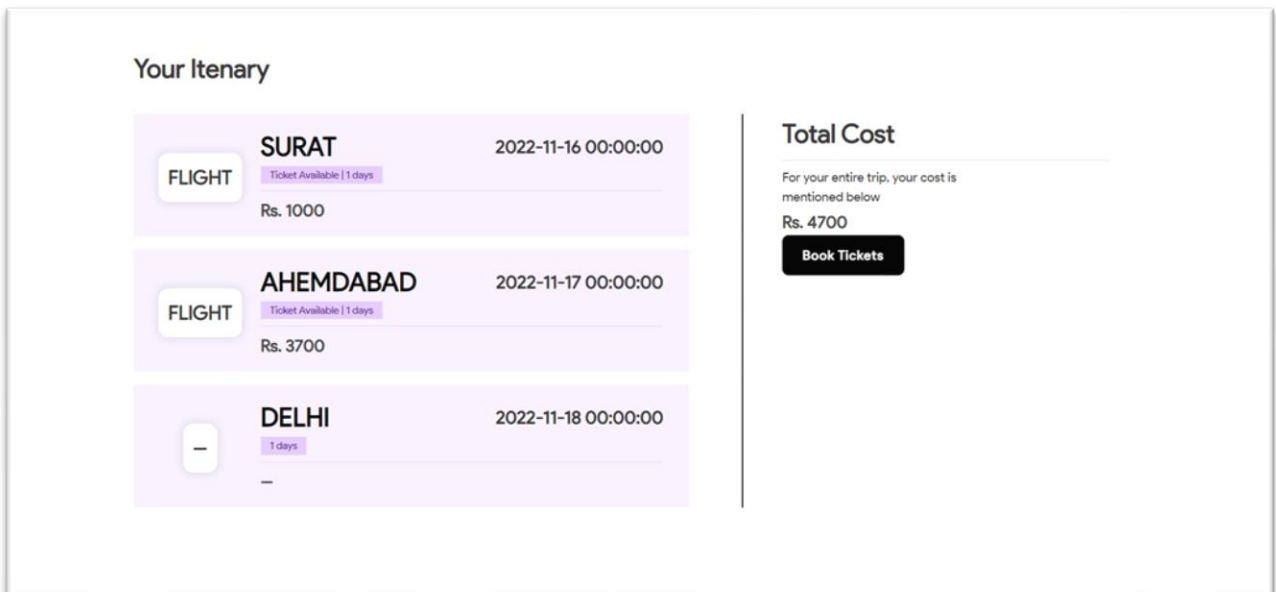 Your Itenary
SURAT
2022-11-16 00:00:00
FLIGHT
Ticket Available | 1 days
Rs. 1000
AHEMDABAD
2022-11-17 00:00:00
FLIGHT
Ticket Available | 1 days
Rs. 3700
DELHI
2022-11-18 00:00:00
–
1 days
–
Total Cost
For your entire trip, your cost is
mentioned below
Rs. 4700
Book Tickets